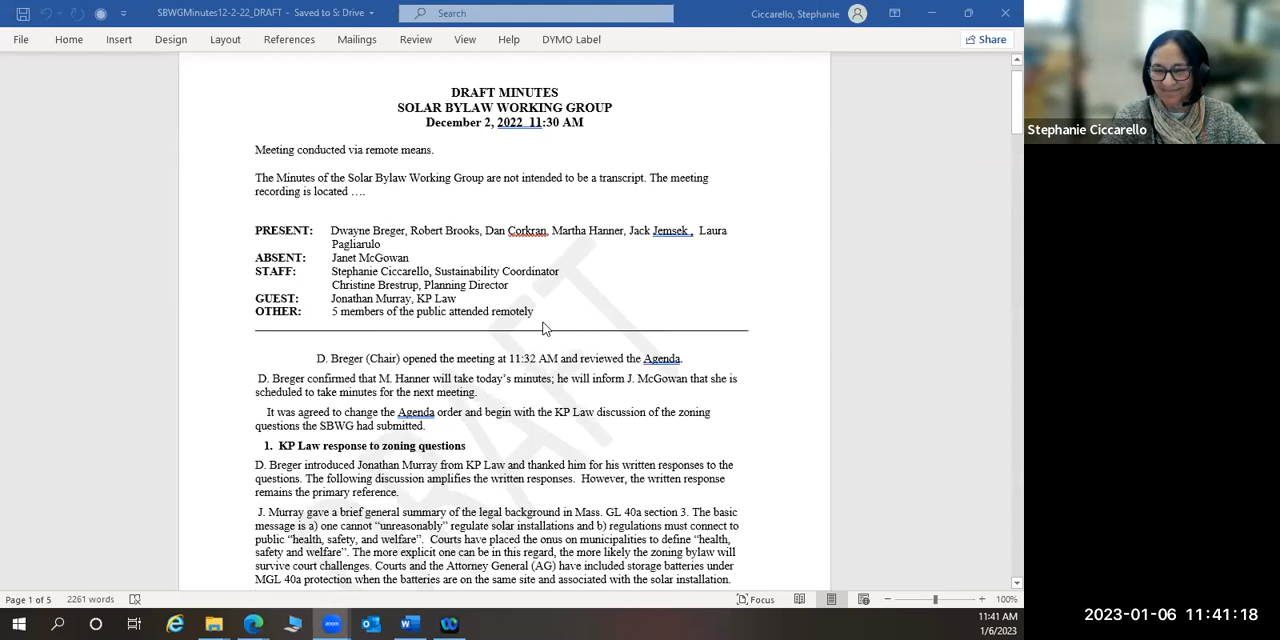 SBWGMinutes12-2-22_DRAFT - Saved to S: Drive
Search
Ciccarello, Stephanie
File Home Insert Design Layout References Mailings Review View Help DYMO Label
Share
DRAFT MINUTES
SOLAR BYLAW WORKING GROUP
December 2, 2022 11:30 AM
Meeting conducted via remote means.
The Minutes of the Solar Bylaw Working Group are not intended to be a transcript. The meeting
recording is located ….
PRESENT: Dwayne Breger, Robert Brooks, Dan Corkran, Martha Hanner, Jack Jemsek , Laura
Pagliarulo
ABSENT: Janet McGowan
STAFF: Stephanie Ciccarello, Sustainability Coordinator
Christine Brestrup, Planning Director
GUEST: Jonathan Murray, KP Law
OTHER: 5 members of the public attended remotely
D. Breger (Chair) opened the meeting at 11:32 AM and reviewed the Agenda.
D. Breger confirmed that M. Hanner will take today's minutes; he will inform J. McGowan that she is
scheduled to take minutes for the next meeting.
It was agreed to change the Agenda order and begin with the KP Law discussion of the zoning
questions the SBWG had submitted.
1. KP Law response to zoning questions
D. Breger introduced Jonathan Murray from KP Law and thanked him for his written responses to the
questions. The following discussion amplifies the written responses. However, the written response
remains the primary reference.
J. Murray gave a brief general summary of the legal background in Mass. GL 40a section 3. The basic
message is a) one cannot "unreasonably" regulate solar installations and b) regulations must connect to
public "health, safety, and welfare". Courts have placed the onus on municipalities to define "health,
safety and welfare". The more explicit one can be in this regard, the more likely the zoning bylaw will
survive court challenges. Courts and the Attorney General (AG) have included storage batteries under
MGL 40a protection when the batteries are on the same site and associated with the solar installation.
DRAFT
Page 1 of 5 2261 words
Focus
100%
11:41 AM
1/6/2023
Stephanie Ciccarello
2023-01-06 11:41:18